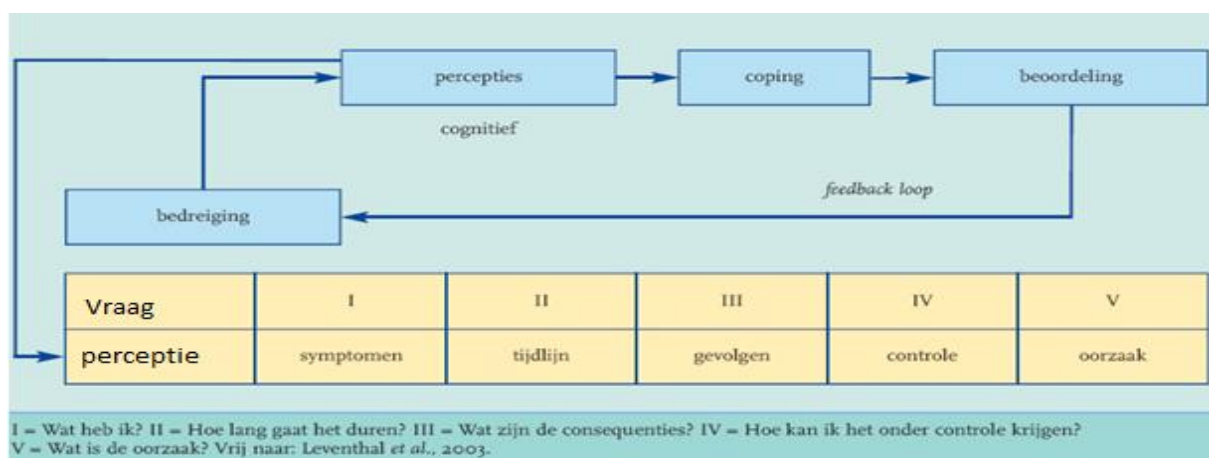 percepties
coping
beoordeling
cognitief
feedback loop
bedreiging
Vraag I II III IV V
perceptie symptomen tijdlijn gevolgen controle oorzaak
I = Wat heb ik? II = Hoe lang gaat het duren? III = Wat zijn de consequenties? IV = Hoe kan ik het onder controle krijgen?
V = Wat is de oorzaak? Vrij naar: Leventhal et al., 2003.